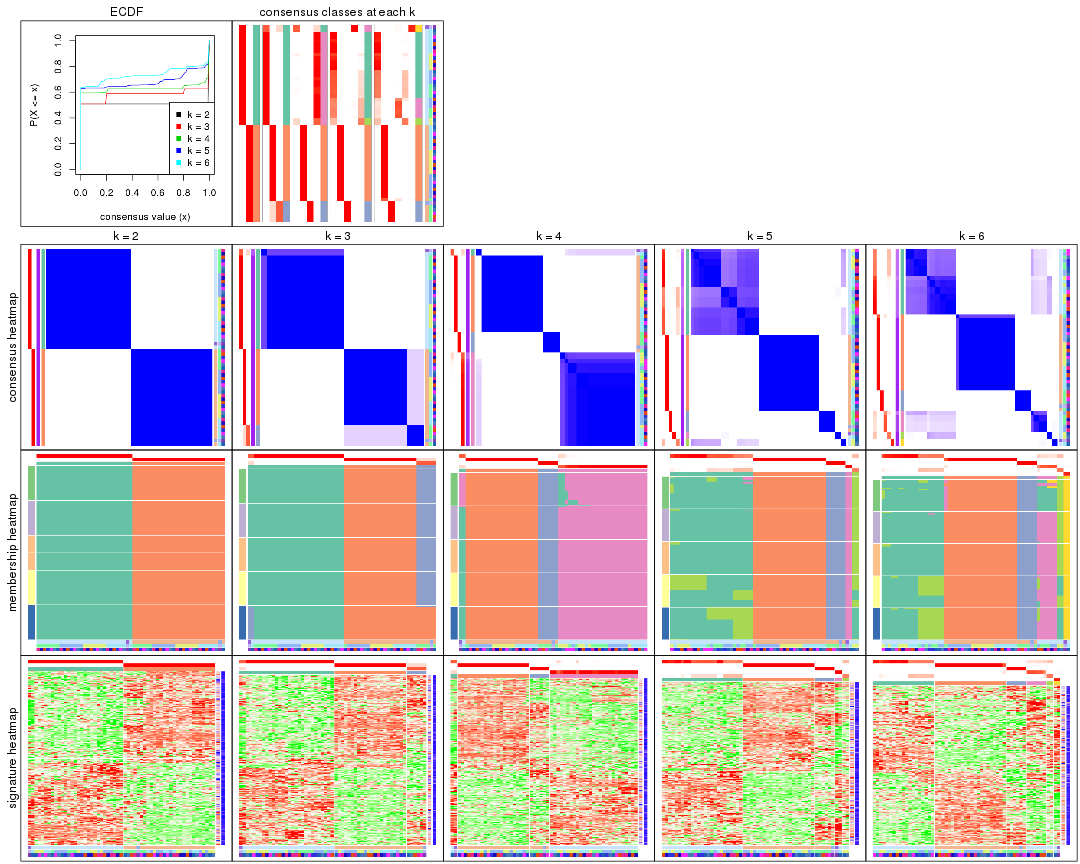 ECDF
consensus classes at each k
P(X <= x)
0.0 0.2 0.4 0.6 0.8 1.0
k = 2
k = 3
k = 4
k = 5
k = 6
0.0 0.2 0.4 0.6 0.8 1.0
consensus value (x)
k = 2
k = 3
k = 4
k = 5
k = 6
consensus heatmap
membership heatmap
signature heatmap